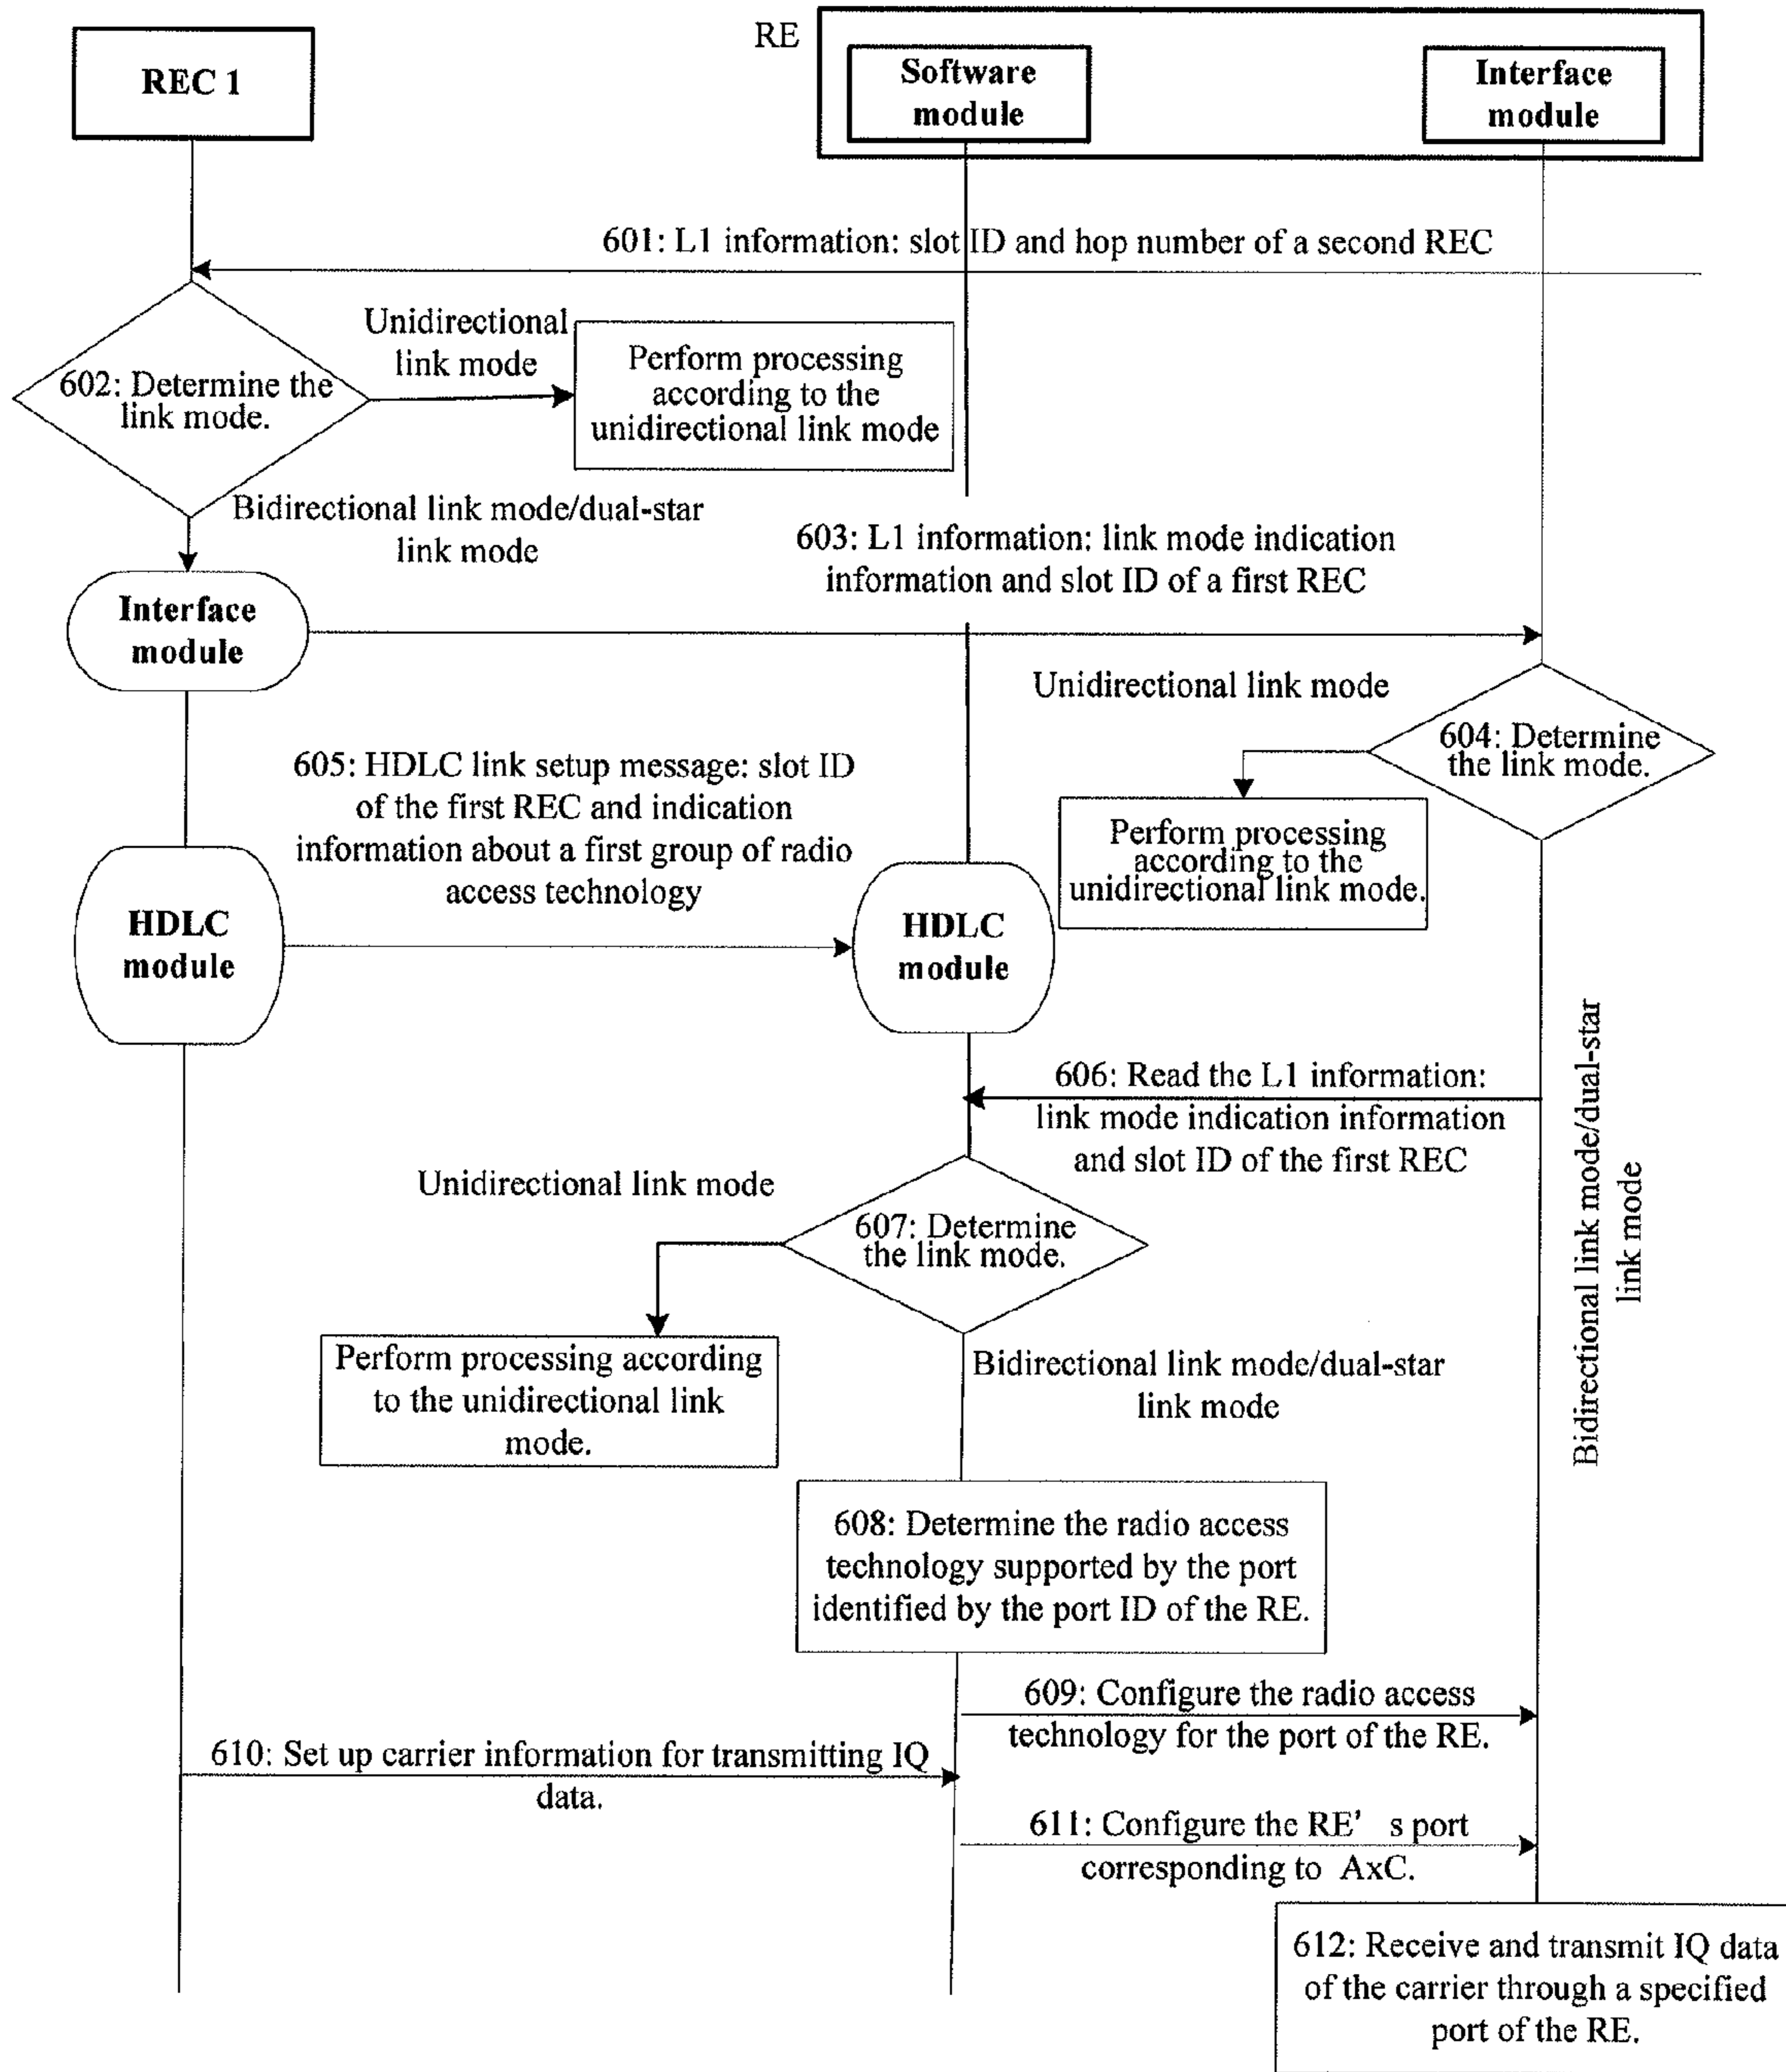 REC 1
RE
Software
module
Interface
module
601: L1 information: slot ID and hop number of a second REC
602: Determine the
link mode.
Unidirectional
link mode
Perform processing
according to the
unidirectional link mode
Bidirectional link mode/dual-star
link mode
603: L1 information: link mode indication
information and slot ID of a first REC
Interface
module
Unidirectional link mode
604: Determine
the link mode.
Perform processing
according to the
unidirectional link mode.
605: HDLC link setup message: slot ID
of the first REC and indication
information about a first group of radio
access technology
HDLC
module
HDLC
module
Bidirectional link mode/dual-star
link mode
606: Read the L1 information:
link mode indication information
and slot ID of the first REC
Unidirectional link mode
607: Determine
the link mode.
Perform processing according
to the unidirectional link
mode.
Bidirectional link mode/dual-star
link mode
608: Determine the radio access
technology supported by the port
identified by the port ID of the RE.
609: Configure the radio access
technology for the port of the RE.
610: Set up carrier information for transmitting IQ
data.
611: Configure the RE' s port
corresponding to AxC.
612: Receive and transmit IQ data
of the carrier through a specified
port of the RE.